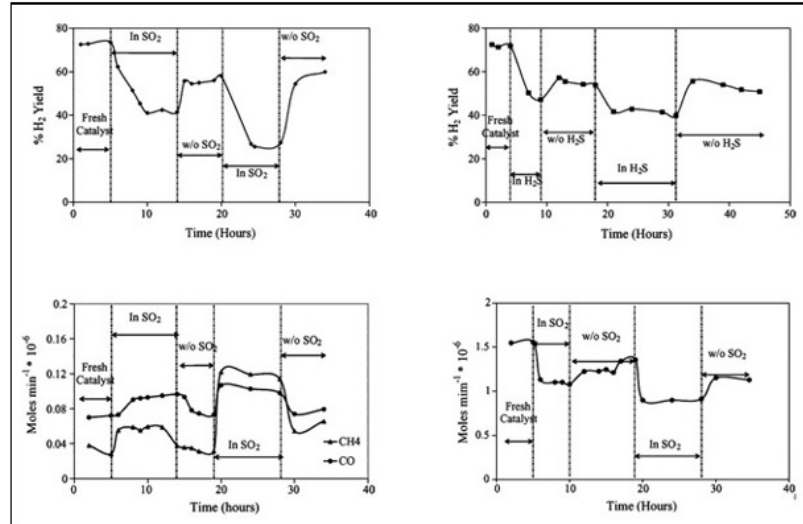 80
60
40
20
0
% H2 Yield
In SO2
w/o SO2
Fresh
Catalyst
w/o SO2
In SO2
0 10 20 30 40
Time (Hours)
80
60
40
20
0
% H2 Yield
Fresh
Catalyst
w/o H2S
w/o H2S
In H2S
In H2S
0 10 20 30 40 50
Time (Hours)
0.2
0.16
0.12
0.08
0.04
0
Moles min⁻¹ * 10⁻⁶
In SO2
w/o SO2
w/o SO2
Fresh
Catalyst
In SO2
CH4
CO
0 10 20 30 40
Time (hours)
2
1.5
1
0.5
0
Moles mim⁻¹ * 10⁻⁶
In SO2
w/o SO2
w/o SO2
Fresh
Catalyst
In SO2
0 10 20 30 40
Time (Hours)